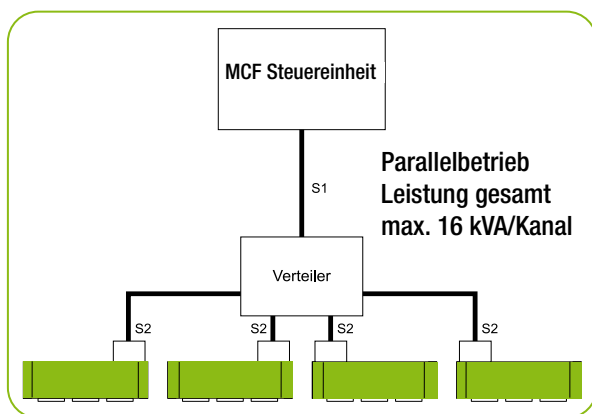 MCF Steuereinheit
S1
Parallelbetrieb
Leistung gesamt
max. 16 kVA/Kanal
Verteiler
S2
S2
S2
S2